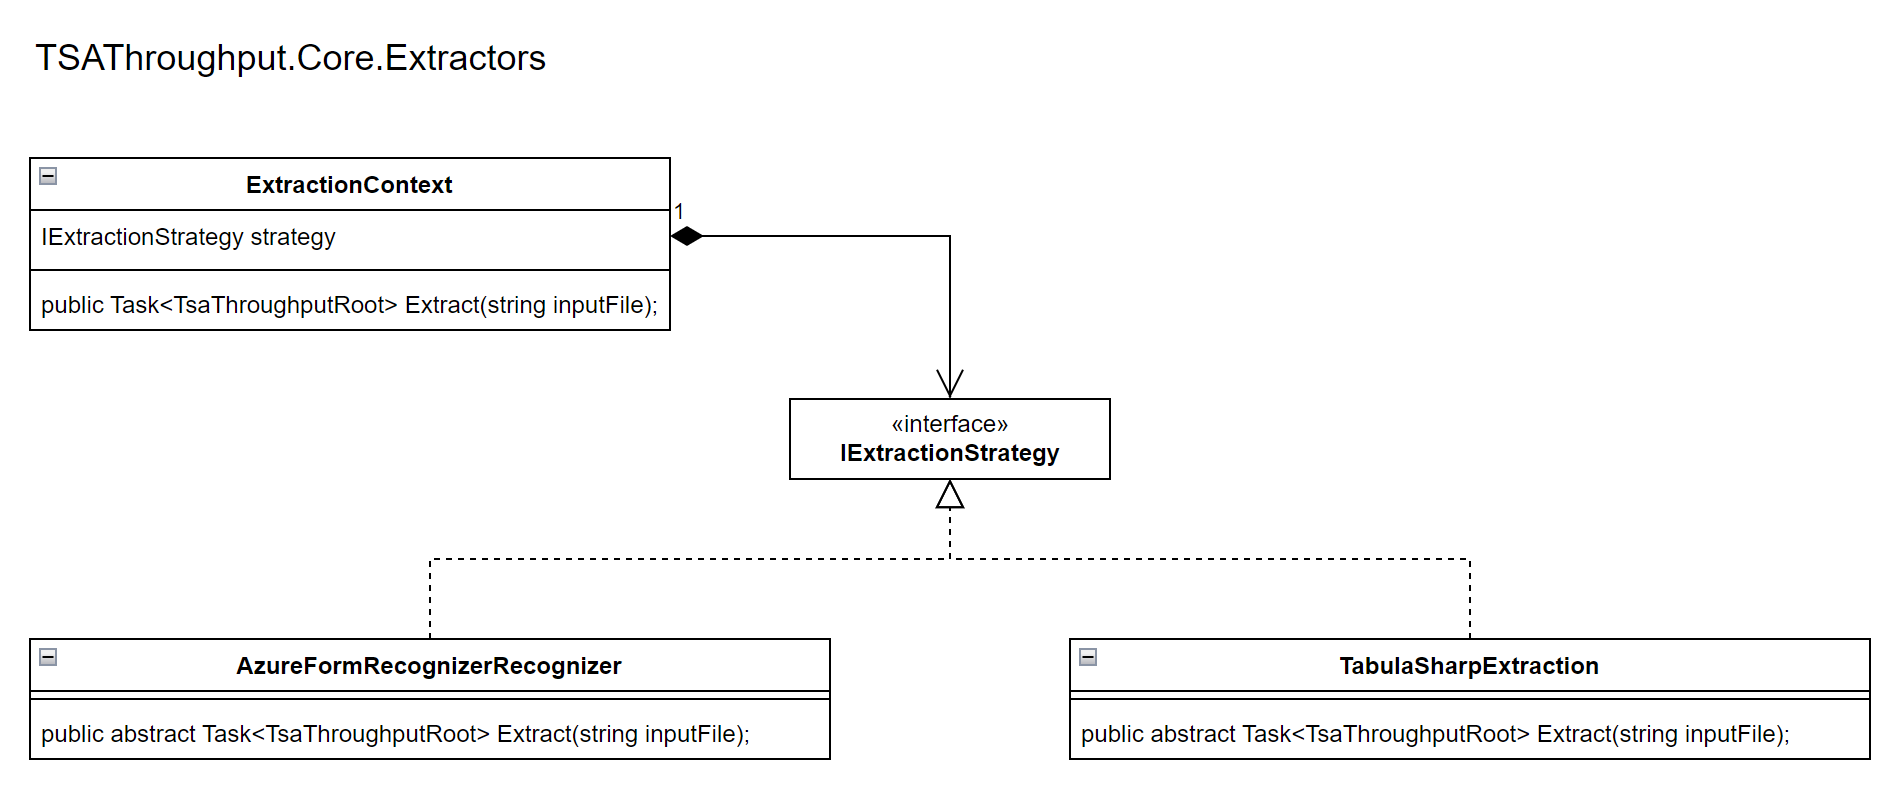 TSAThroughput.Core.Extractors
ExtractionContext
1
IExtractionStrategy strategy
public Task<TsaThroughputRoot> Extract(string inputFile);
«interface»
IExtractionStrategy
AzureFormRecognizerRecognizer
public abstract Task<TsaThroughputRoot> Extract(string inputFile);
TabulaSharpExtraction
public abstract Task<TsaThroughputRoot> Extract(string inputFile);